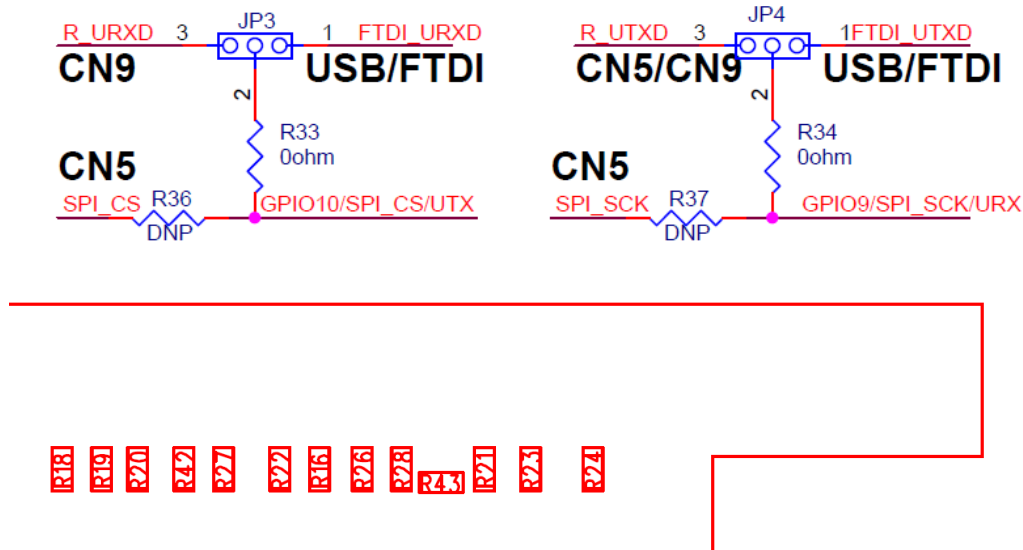 JP3
R_URXD 3 1 FTDI_URXD
CN9 USB/FTDI
2
R33
0ohm
CN5
SPI_CS R36 GPIO10/SPI_CS/UTX
DNP
JP4
R_UTXD 3 1 FTDI_UTXD
CN5/CN9 USB/FTDI
2
R34
0ohm
CN5
SPI_SCK R37 GPIO9/SPI_SCK/URX
DNP
R18 R19 R20 R42 R27 R22 R16 R26 R28 R43 R21 R23 R24